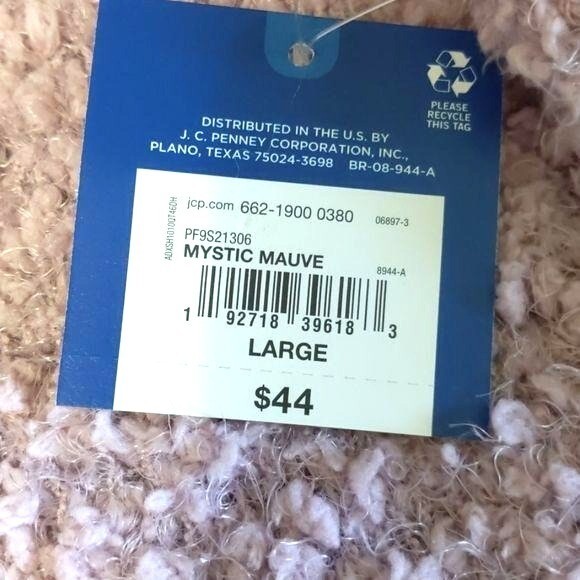 PLEASE
RECYCLE
THIS TAG
DISTRIBUTED IN THE U.S. BY
J. C. PENNEY CORPORATION, INC.,
PLANO, TEXAS 75024-3698 BR-08-944-A
jcp.com 662-1900 0380 06897-3
ADXSH1010QT46DH
PF9S21306
MYSTIC MAUVE 8944-A
1 92718 39618 3
LARGE
$44